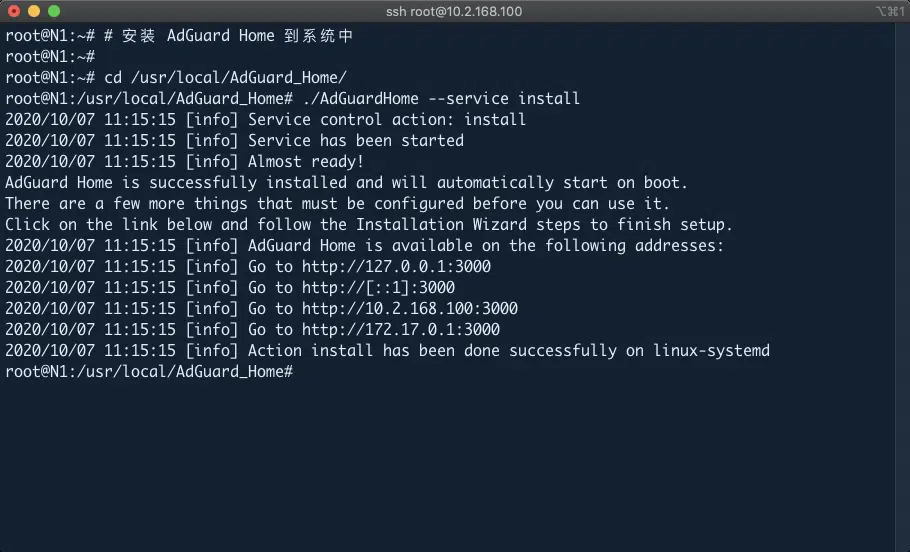 ssh root@10.2.168.100
⌥⌘1
root@N1:~# # 安装 AdGuard Home 到系统中
root@N1:~#
root@N1:~# cd /usr/local/AdGuard_Home/
root@N1:/usr/local/AdGuard_Home# ./AdGuardHome --service install
2020/10/07 11:15:15 [info] Service control action: install
2020/10/07 11:15:15 [info] Service has been started
2020/10/07 11:15:15 [info] Almost ready!
AdGuard Home is successfully installed and will automatically start on boot.
There are a few more things that must be configured before you can use it.
Click on the link below and follow the Installation Wizard steps to finish setup.
2020/10/07 11:15:15 [info] AdGuard Home is available on the following addresses:
2020/10/07 11:15:15 [info] Go to http://127.0.0.1:3000
2020/10/07 11:15:15 [info] Go to http://[::1]:3000
2020/10/07 11:15:15 [info] Go to http://10.2.168.100:3000
2020/10/07 11:15:15 [info] Go to http://172.17.0.1:3000
2020/10/07 11:15:15 [info] Action install has been done successfully on linux-systemd
root@N1:/usr/local/AdGuard_Home#